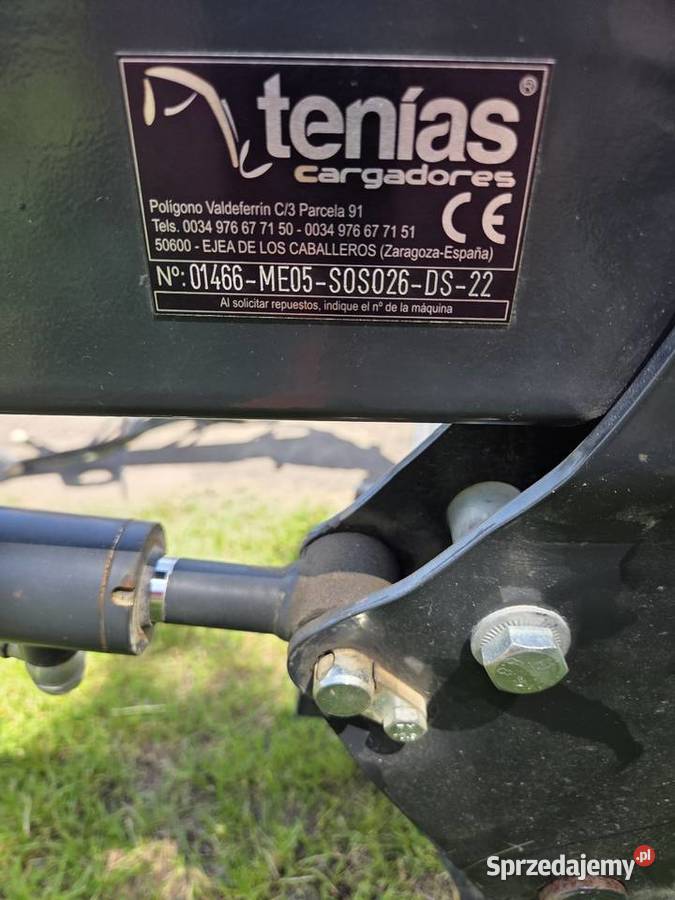 tenías®
cargadores
Polígono Valdeferrin C/3 Parcela 91
Tels. 0034 976 67 71 50 - 0034 976 67 71 51
50600 - EJEA DE LOS CABALLEROS (Zaragoza-España)
CE
Nº: 01466-ME05-SOSO26-DS-22
Al solicitar repuestos, indique el nº de la máquina
Sprzedajemy.pl